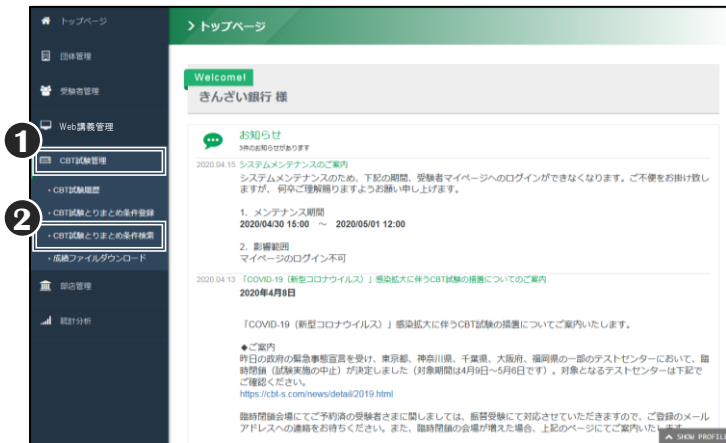 トップページ
団体管理
受験者管理
Web講義管理
1
CBT試験管理
・CBT試験履歴
・CBT試験とりまとめ条件登録
2
・CBT試験とりまとめ条件検索
・成績ファイルダウンロード
部店管理
統計分析
> トップページ
Welcome!
きんざい銀行 様
お知らせ
3件のお知らせがあります
2020.04.15 システムメンテナンスのご案内
システムメンテナンスのため、下記の期間、受験者マイページへのログインができなくなります。ご不便をお掛け致し
ますが、 何卒ご理解賜りますようお願い申し上げます。
1. メンテナンス期間
2020/04/30 15:00 ～ 2020/05/01 12:00
2. 影響範囲
マイページのログイン不可
2020.04.13 「COVID-19（新型コロナウイルス）」感染拡大に伴うCBT試験の措置についてのご案内
2020年4月8日
「COVID-19（新型コロナウイルス）」感染拡大に伴うCBT試験の措置についてご案内いたします。
◆ご案内
昨日の政府の緊急事態宣言を受け、東京都、神奈川県、千葉県、大阪府、福岡県の一部のテストセンターにおいて、臨
時閉鎖（試験実施の中止）が決定しました（対象期間は4月9日～5月6日です）。対象となるテストセンターは下記で
ご確認ください。
https://cbt-s.com/news/detail/2019.html
臨時閉鎖会場にてご予約済の受験者さまに関しましては、振替受験にて対応させていただきますので、ご登録のメール
アドレスへの連絡をお待ちください。また、臨時閉鎖の会場が増えた場合、上記のページにてご案内いたします。
SHOW PROFIL